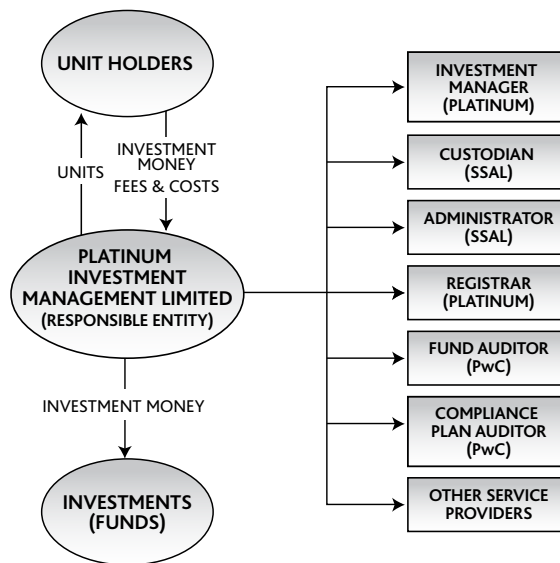 UNIT HOLDERS
UNITS
INVESTMENT
MONEY
FEES & COSTS
PLATINUM
INVESTMENT
MANAGEMENT LIMITED
(RESPONSIBLE ENTITY)
INVESTMENT MONEY
INVESTMENTS
(FUNDS)
INVESTMENT
MANAGER
(PLATINUM)
CUSTODIAN
(SSAL)
ADMINISTRATOR
(SSAL)
REGISTRAR
(PLATINUM)
FUND AUDITOR
(PwC)
COMPLIANCE
PLAN AUDITOR
(PwC)
OTHER SERVICE
PROVIDERS